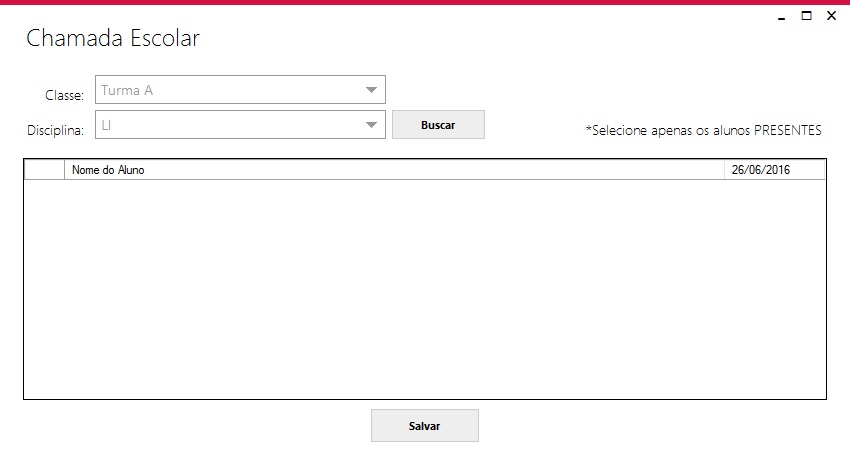 Chamada Escolar
Classe: Turma A
Disciplina: LI Buscar *Selecione apenas os alunos PRESENTES
Nome do Aluno 26/06/2016
Salvar